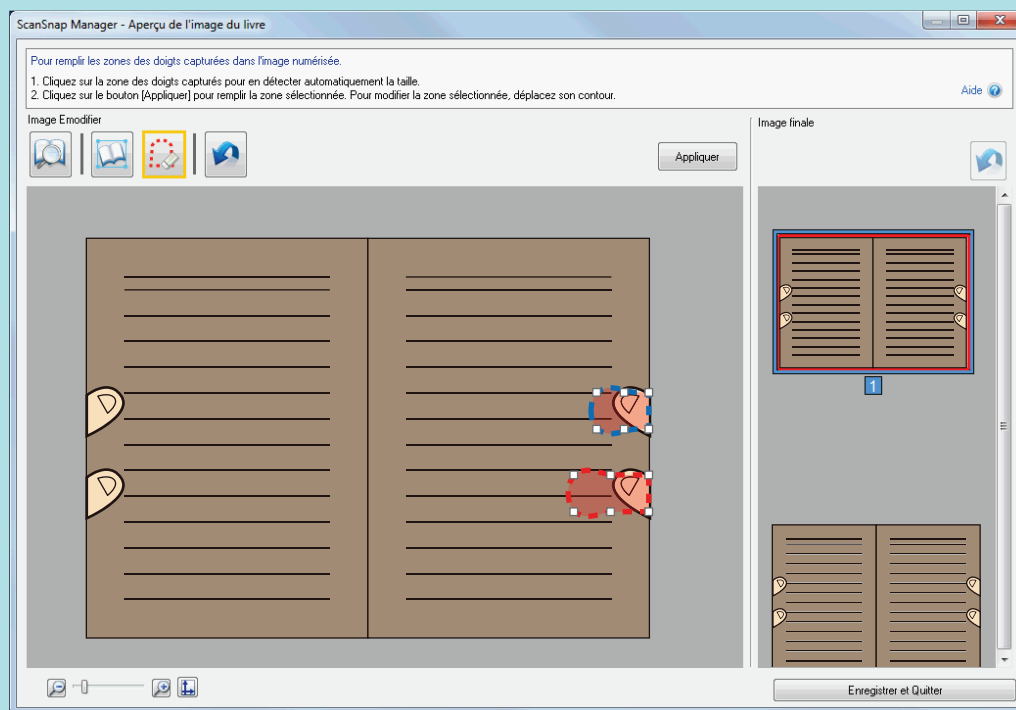 ScanSnap Manager - Aperçu de l'image du livre
Pour remplir les zones des doigts capturées dans l'image numérisée.
1. Cliquez sur la zone des doigts capturés pour en détecter automatiquement la taille.
2. Cliquez sur le bouton [Appliquer] pour remplir la zone sélectionnée. Pour modifier la zone sélectionnée, déplacez son contour.
Aide
Image Emodifier
Image finale
Appliquer
1
Enregistrer et Quitter